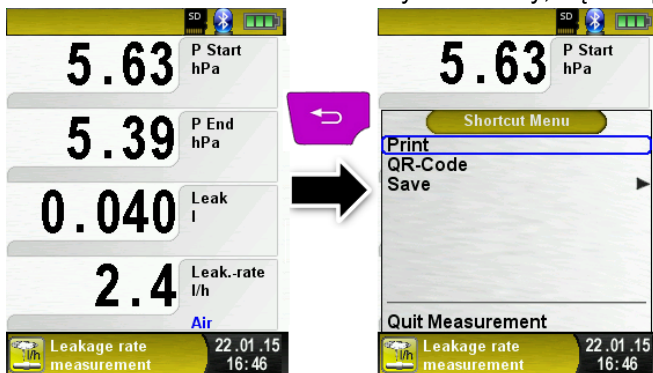 SD
5.63 P Start
hPa
5.39 P End
hPa
0.040 Leak
l
2.4 Leak.-rate
l/h
Air
l/h Leakage rate
measurement
22.01.15
16:46
SD
5.63 P Start
hPa
Shortcut Menu
Print
QR-Code
Save
Quit Measurement
l/h Leakage rate
measurement
22.01.15
16:46